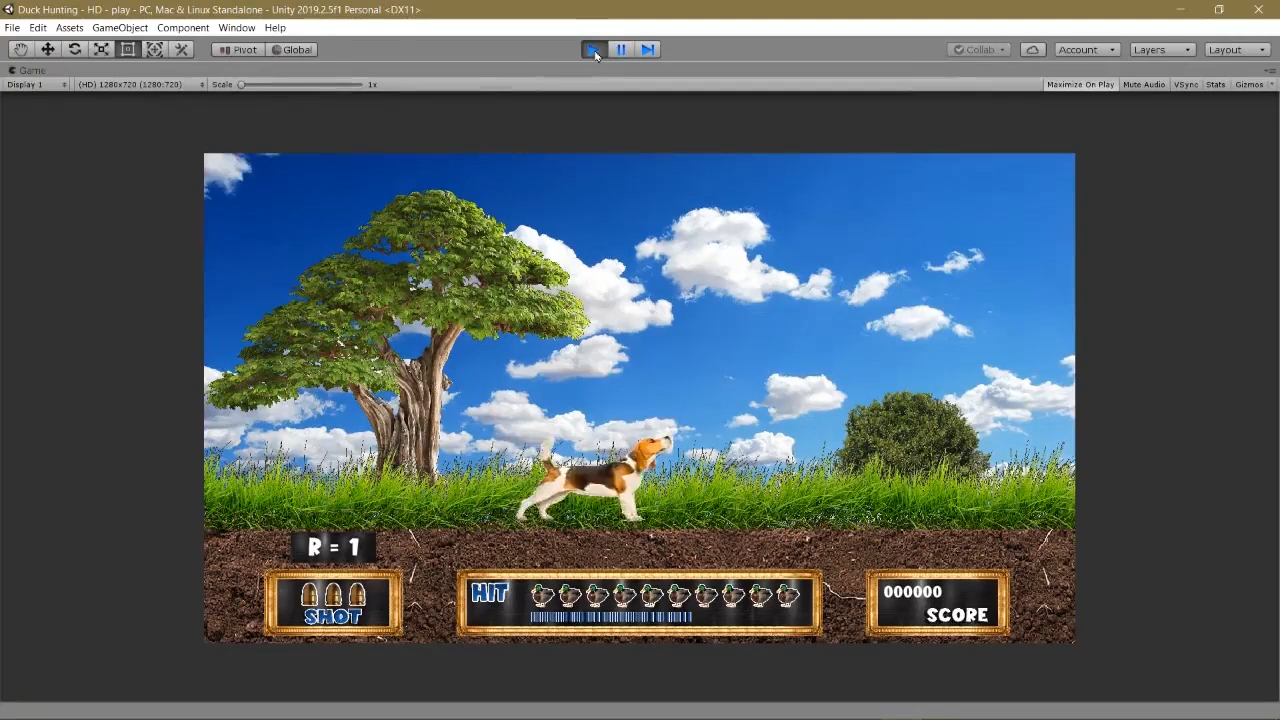 Duck Hunting - HD - play - PC, Mac & Linux Standalone - Unity 2019.2.5f1 Personal <DX11>
File Edit Assets GameObject Component Window Help
Pivot Global Collab Account Layers Layout
Game
Display 1 (HD) 1280x720 (1280:720) Scale 1x Maximize On Play Mute Audio VSync Stats Gizmos
R = 1
SHOT
HIT
000000
SCORE